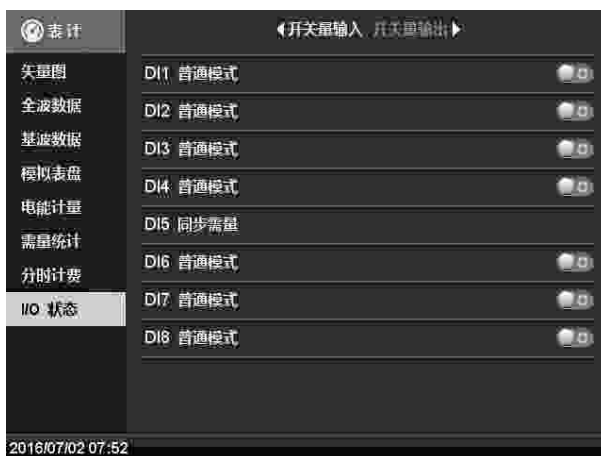 表计
开关量输入 开关量输出
矢量图
全波数据
基波数据
模拟表盘
电能计量
需量统计
分时计费
I/O 状态
DI1 普通模式
DI2 普通模式
DI3 普通模式
DI4 普通模式
DI5 同步需量
DI6 普通模式
DI7 普通模式
DI8 普通模式
2016/07/02 07:52